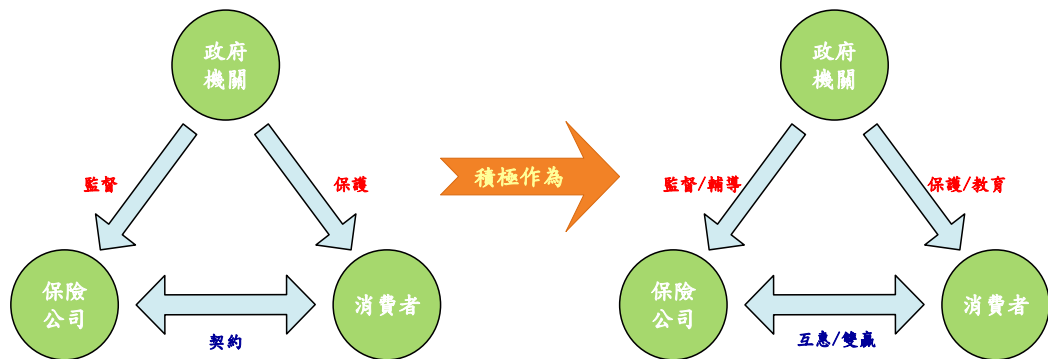 政府
機關
監督
保護
保險
公司
消費者
契約
積極作為
政府
機關
監督/輔導
保護/教育
保險
公司
消費者
互惠/雙贏